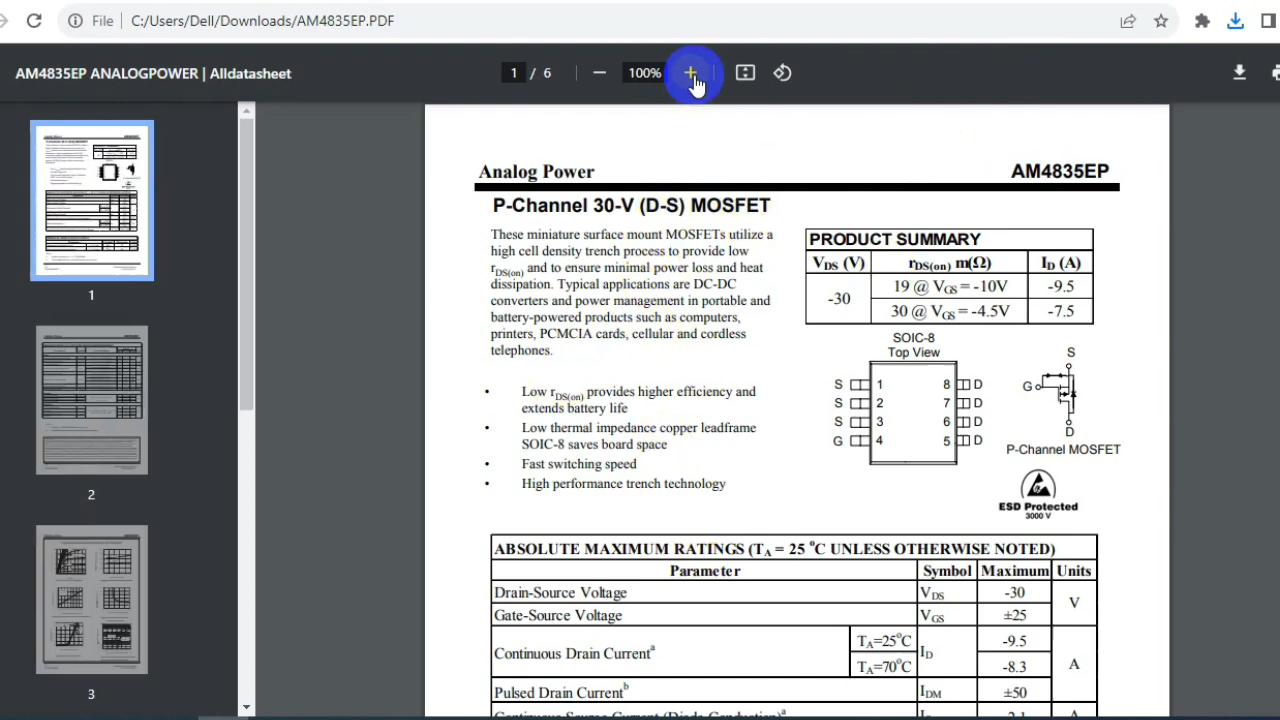 File C:/Users/Dell/Downloads/AM4835EP.PDF
AM4835EP ANALOGPOWER | Alldatasheet
1 / 6
100%
1
2
3
Analog Power AM4835EP
P-Channel 30-V (D-S) MOSFET
These miniature surface mount MOSFETs utilize a
high cell density trench process to provide low
rDS(on) and to ensure minimal power loss and heat
dissipation. Typical applications are DC-DC
converters and power management in portable and
battery-powered products such as computers,
printers, PCMCIA cards, cellular and cordless
telephones.
• Low rDS(on) provides higher efficiency and
extends battery life
• Low thermal impedance copper leadframe
SOIC-8 saves board space
• Fast switching speed
• High performance trench technology
PRODUCT SUMMARY
VDS (V) rDS(on) m(Ω) ID (A)
-30 19 @ VGS = -10V -9.5
30 @ VGS = -4.5V -7.5
SOIC-8
Top View
S 1 8 D
S 2 7 D
S 3 6 D
G 4 5 D
S
G
D
P-Channel MOSFET
ESD Protected
3000 V
ABSOLUTE MAXIMUM RATINGS (TA = 25 °C UNLESS OTHERWISE NOTED)
Parameter Symbol Maximum Units
Drain-Source Voltage VDS -30 V
Gate-Source Voltage VGS ±25
Continuous Drain Currentᵃ TA=25°C ID -9.5 A
TA=70°C -8.3
Pulsed Drain Currentᵇ IDM ±50
Continuous Source Current (Diode Conduction)ᵃ